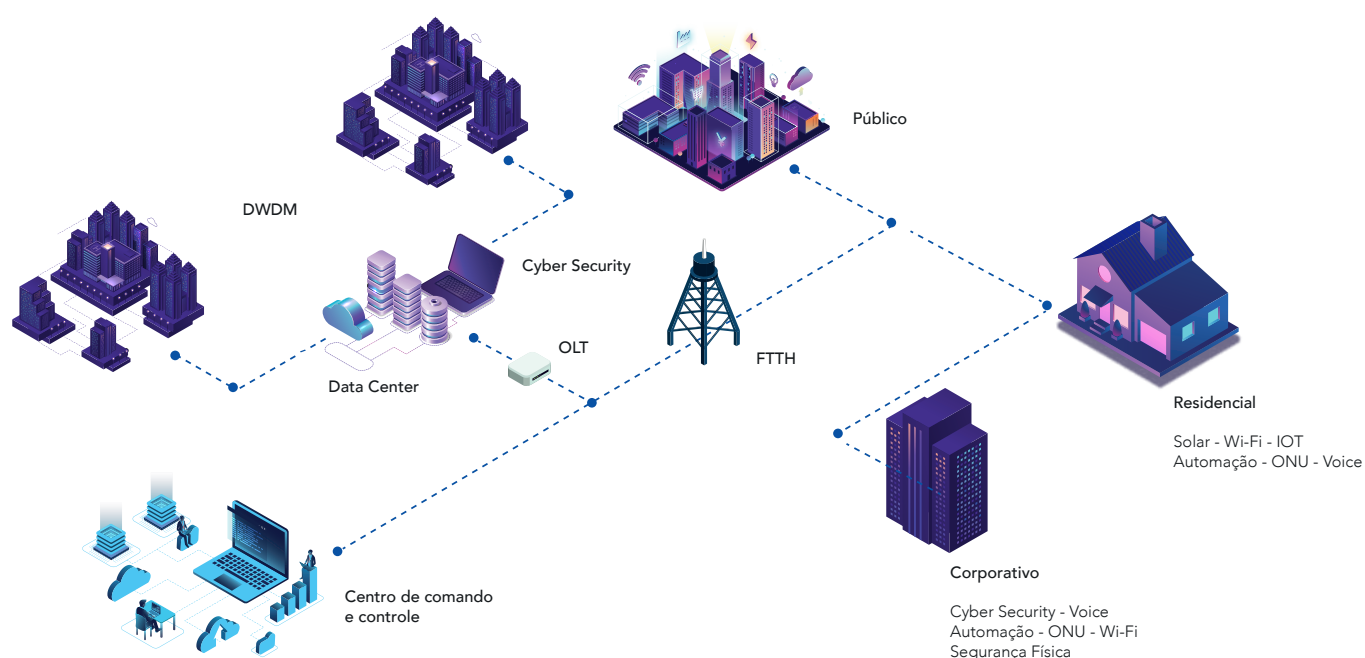 Público
DWDM
Cyber Security
OLT
FTTH
Data Center
Residencial
Solar - Wi-Fi - IOT
Automação - ONU - Voice
Centro de comando
e controle
Corporativo
Cyber Security - Voice
Automação - ONU - Wi-Fi
Segurança Física